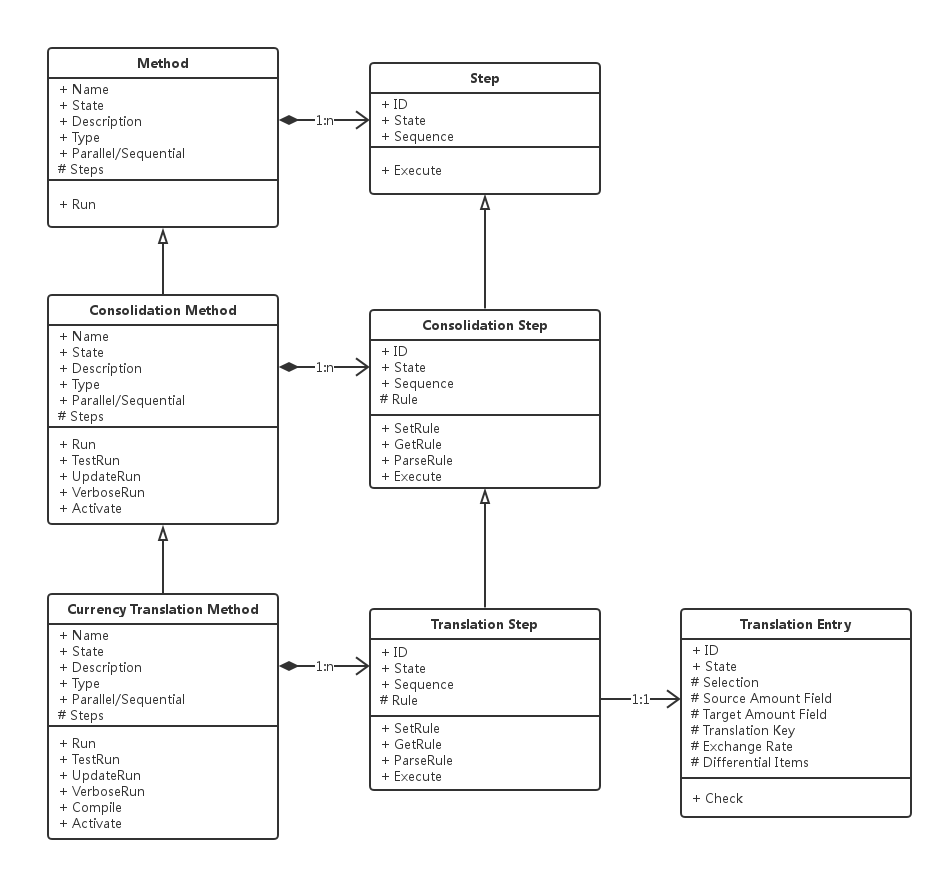 Method
+ Name
+ State
+ Description
+ Type
+ Parallel/Sequential
# Steps
+ Run
1:n
Step
+ ID
+ State
+ Sequence
+ Execute
Consolidation Method
+ Name
+ State
+ Description
+ Type
+ Parallel/Sequential
# Steps
+ Run
+ TestRun
+ UpdateRun
+ VerboseRun
+ Activate
1:n
Consolidation Step
+ ID
+ State
+ Sequence
# Rule
+ SetRule
+ GetRule
+ ParseRule
+ Execute
Currency Translation Method
+ Name
+ State
+ Description
+ Type
+ Parallel/Sequential
# Steps
+ Run
+ TestRun
+ UpdateRun
+ VerboseRun
+ Compile
+ Activate
1:n
Translation Step
+ ID
+ State
+ Sequence
# Rule
+ SetRule
+ GetRule
+ ParseRule
+ Execute
1:1
Translation Entry
+ ID
+ State
# Selection
# Source Amount Field
# Target Amount Field
# Translation Key
# Exchange Rate
# Differential Items
+ Check